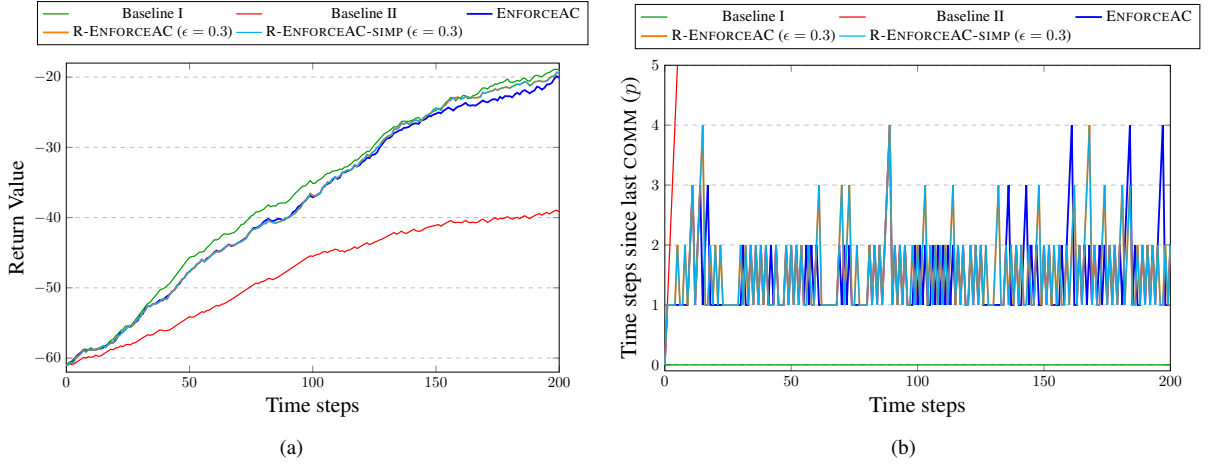 Baseline I Baseline II ENFORCEAC
R-ENFORCEAC (ϵ = 0.3) R-ENFORCEAC-SIMP (ϵ = 0.3)
−20
−30
−40
−50
−60
Return Value
0 50 100 150 200
Time steps
(a)
Baseline I Baseline II ENFORCEAC
R-ENFORCEAC (ϵ = 0.3) R-ENFORCEAC-SIMP (ϵ = 0.3)
5
4
3
2
1
0
Time steps since last COMM (p)
0 50 100 150 200
Time steps
(b)